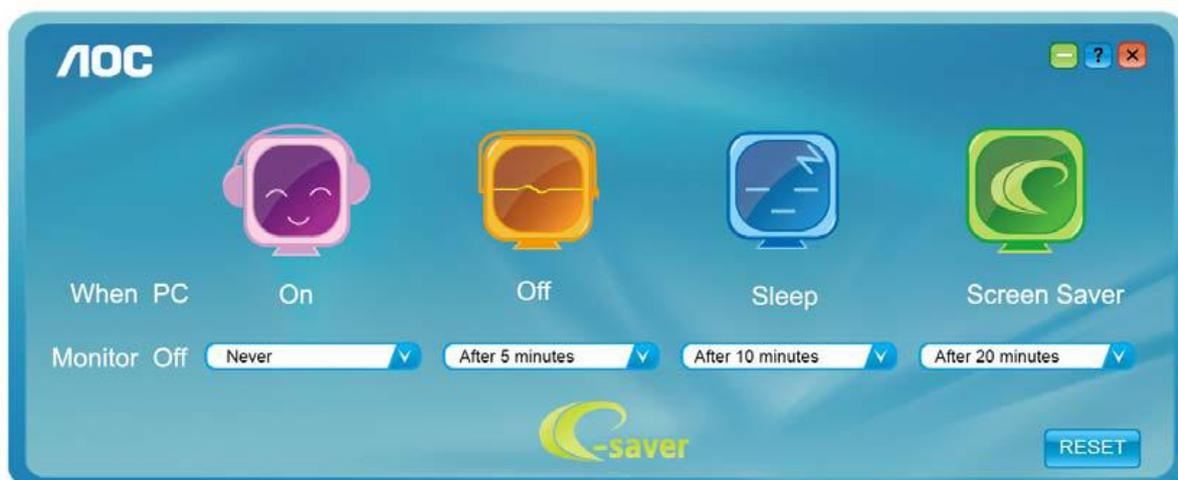 AOC
?
When PC On Off Sleep Screen Saver
Monitor Off Never After 5 minutes After 10 minutes After 20 minutes
e-saver
RESET